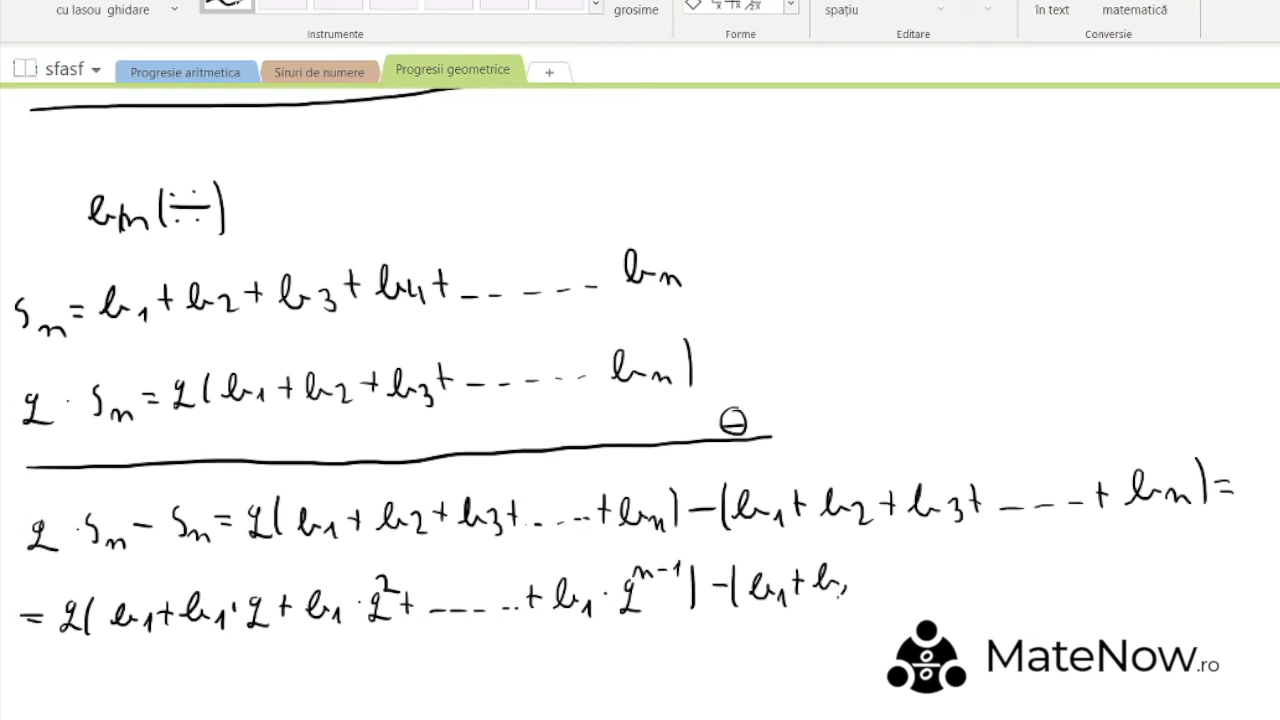 cu lasou ghidare
grosime
spațiu
în text
matematică
Instrumente
Forme
Editare
Conversie
sfasf
Progresie aritmetica
Siruri de numere
Progresii geometrice
+
bn(÷÷)
Sn = b1 + b2 + b3 + b4 + ------ bn
q · Sn = q(b1 + b2 + b3 + ------ bn)
⊖
q · Sn - Sn = q(b1 + b2 + b3 + .... + bn) - (b1 + b2 + b3 + ---- + bn) =
= q(b1 + b1·q + b1·q² + ---- .. + b1·q^(n-1)) - (b1 + b1
MateNow.ro